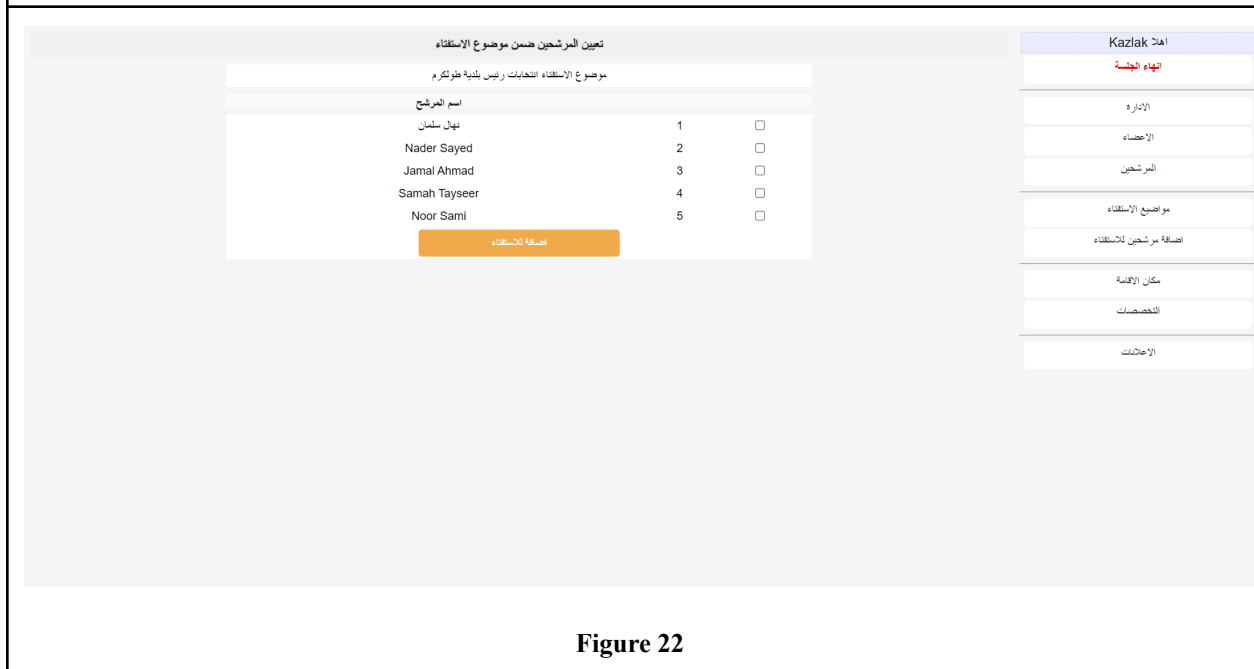 تعيين المرشحين ضمن موضوع الاستفتاء
موضوع الاستفتاء انتخابات رئيس بلدية طولكرم
اسم المرشح
1 نهال سلمان
2 Nader Sayed
3 Jamal Ahmad
4 Samah Tayseer
5 Noor Sami
اضافة للاستفتاء
اهلا Kazlak
انهاء الجلسة
الادارة
الاعضاء
المرشحين
مواضيع الاستفتاء
اضافة مرشحين للاستفتاء
مكان الاقامة
التخصصات
الاعلانات
Figure 22